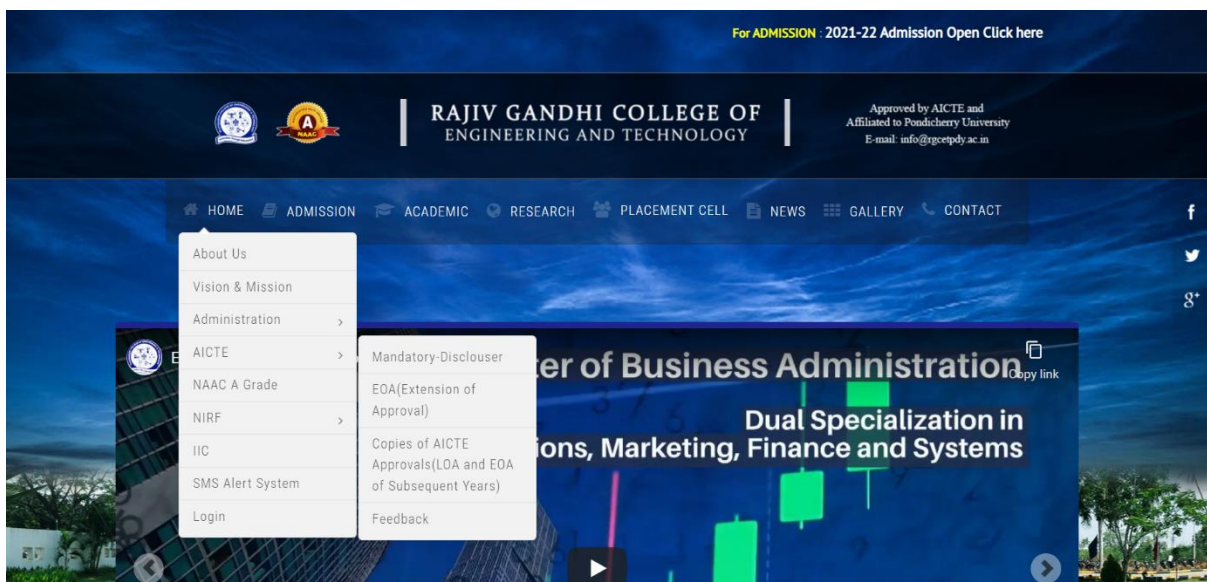 For ADMISSION : 2021-22 Admission Open Click here
A
NAAC
RAJIV GANDHI COLLEGE OF
ENGINEERING AND TECHNOLOGY
Approved by AICTE and
Affiliated to Pondicherry University
E-mail: info@rgcetpdy.ac.in
HOME ADMISSION ACADEMIC RESEARCH PLACEMENT CELL NEWS GALLERY CONTACT
About Us
Vision & Mission
Administration
AICTE
NAAC A Grade
NIRF
IIC
SMS Alert System
Login
Mandatory-Disclouser
EOA(Extension of
Approval)
Copies of AICTE
Approvals(LOA and EOA
of Subsequent Years)
Feedback
of Business Administration
Copy link
Dual Specialization in
Marketing, Finance and Systems